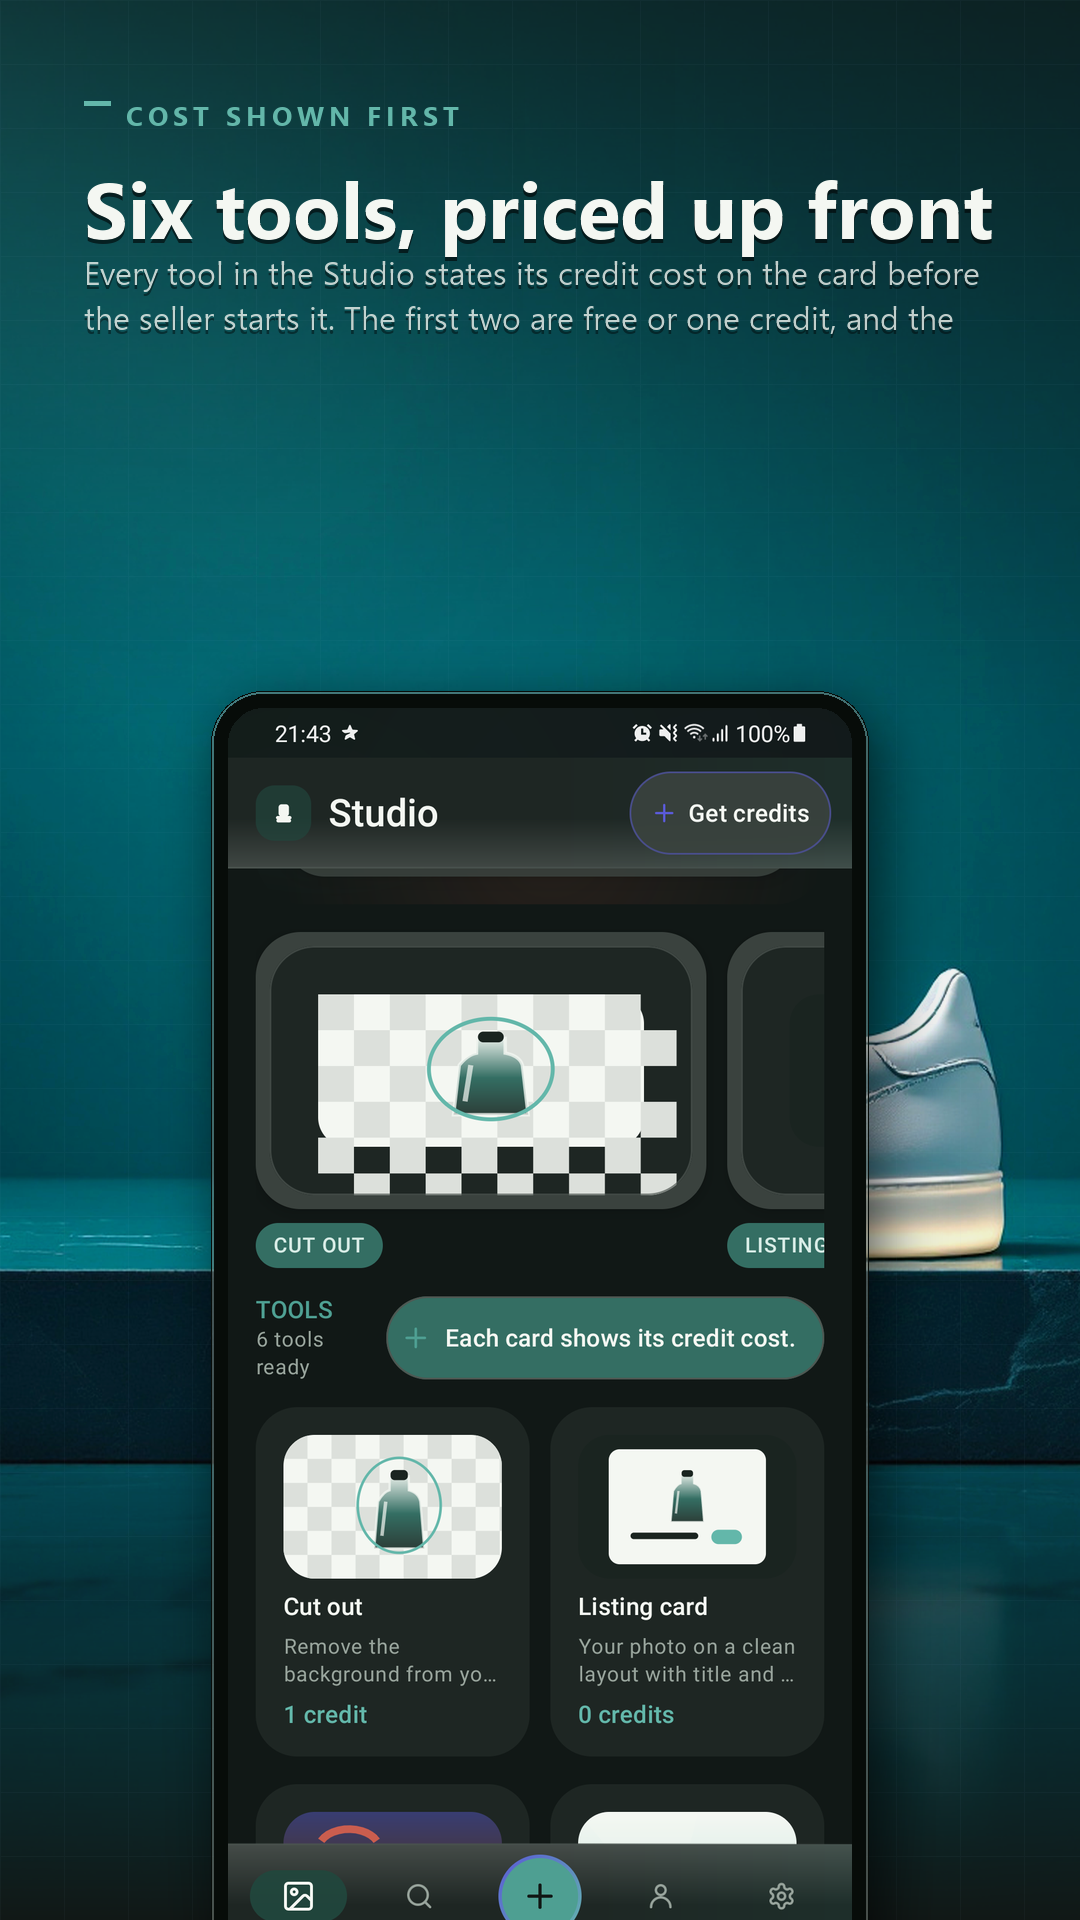 COST SHOWN FIRST
Six tools, priced up front
Every tool in the Studio states its credit cost on the card before
the seller starts it. The first two are free or one credit, and the
21:43
100%
Studio
+ Get credits
CUT OUT
LISTING
TOOLS
6 tools
ready
+ Each card shows its credit cost.
Cut out
Remove the
background from yo...
1 credit
Listing card
Your photo on a clean
layout with title and ...
0 credits